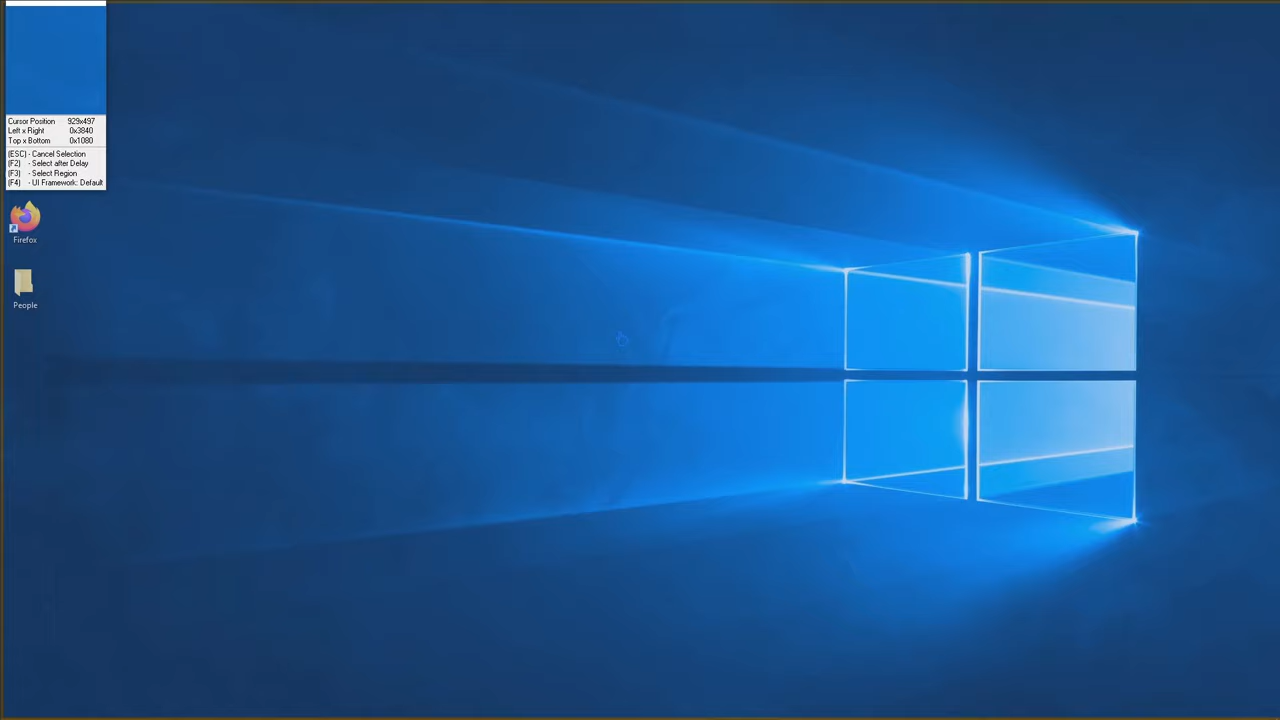 Cursor Position 929x497
Left x Right 0x3840
Top x Bottom 0x1080
(ESC) - Cancel Selection
(F2) - Select after Delay
(F3) - Select Region
(F4) - UI Framework: Default
Firefox
People